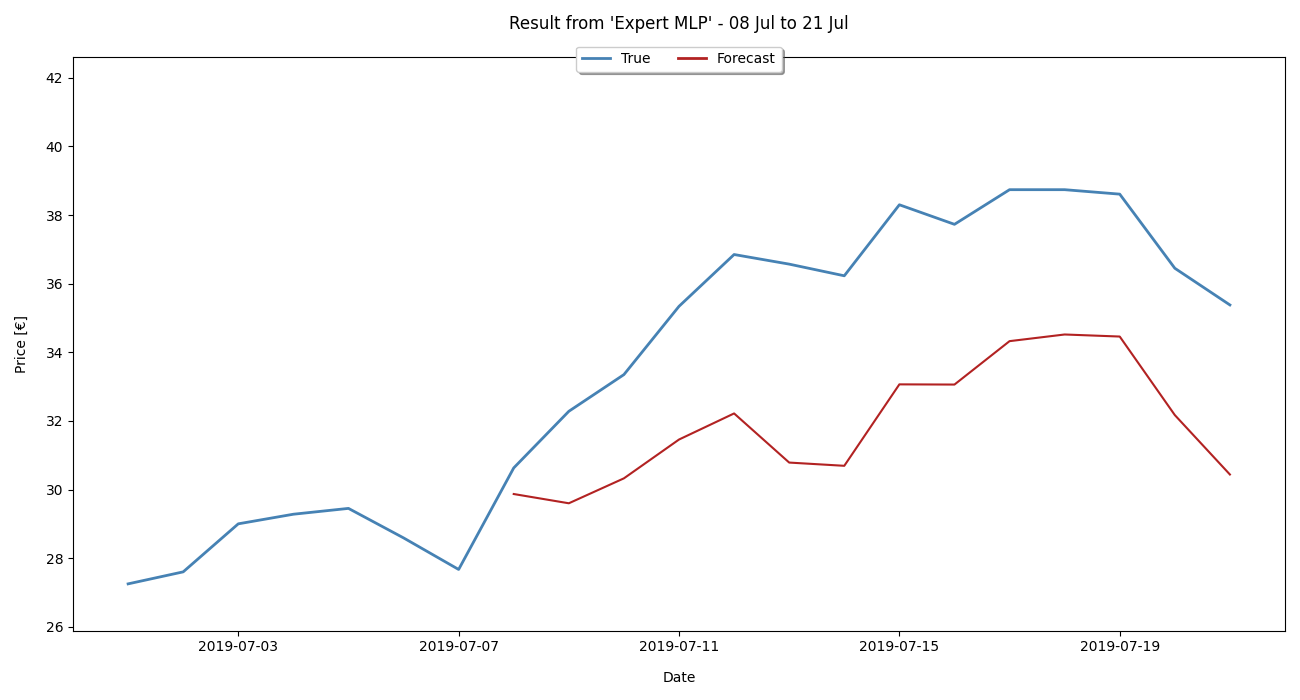 Result from 'Expert MLP' - 08 Jul to 21 Jul
True Forecast
42
40
38
36
34
32
30
28
26
Price [€]
2019-07-03 2019-07-07 2019-07-11 2019-07-15 2019-07-19
Date